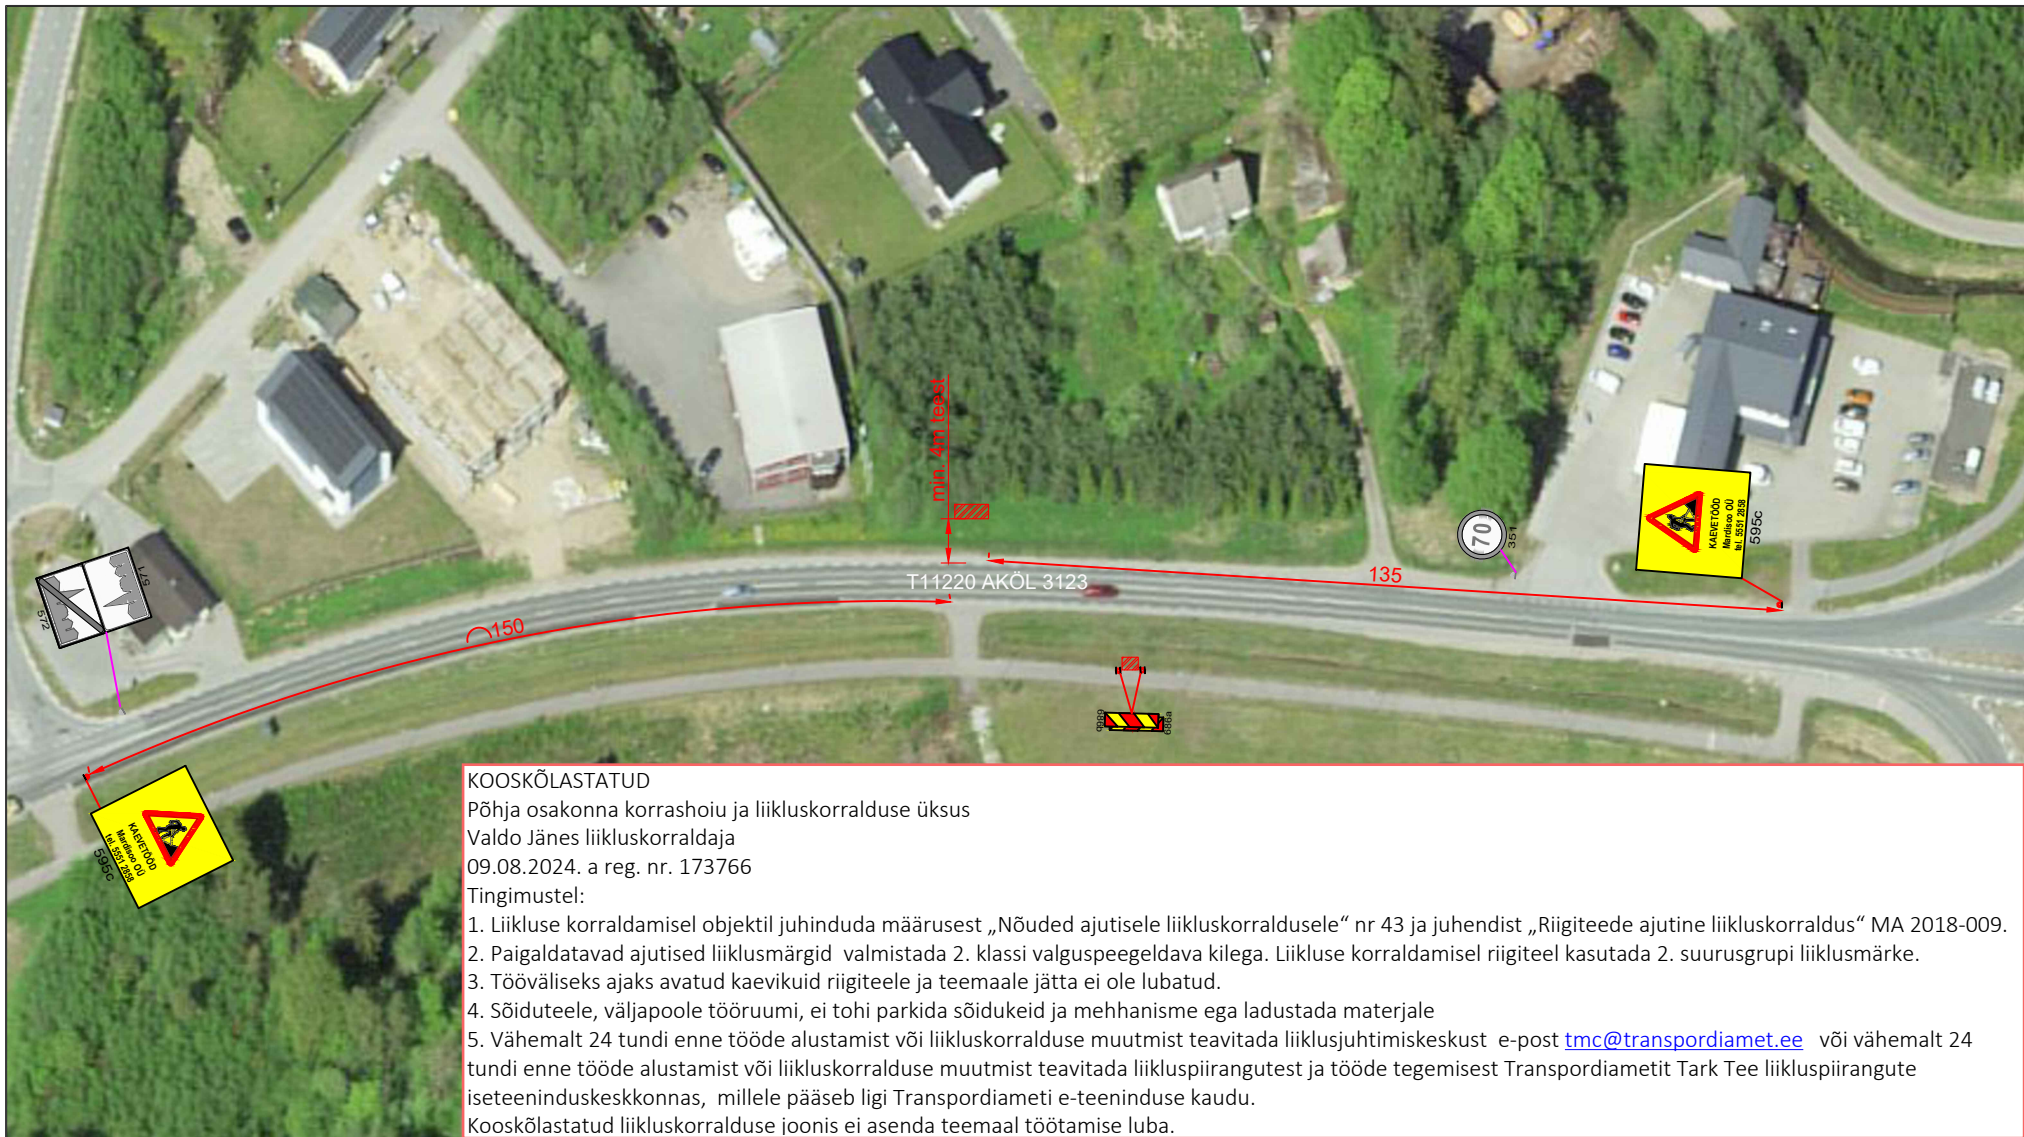 min. 4m teest
T11220 AKÖL 3123
135
150
70
351
KAEVETÖÖD
Mardisoo OÜ
tel. 5551 2858
595c
571
572
KAEVETÖÖD
Mardisoo OÜ
tel. 5551 2858
595c
686a
KOOSKÕLASTATUD
Põhja osakonna korrashoiu ja liikluskorralduse üksus
Valdo Jänes liikluskorraldaja
09.08.2024. a reg. nr. 173766
Tingimustel:
1. Liikluse korraldamisel objektil juhinduda määrusest „Nõuded ajutisele liikluskorraldusele“ nr 43 ja juhendist „Riigiteede ajutine liikluskorraldus“ MA 2018-009.
2. Paigaldatavad ajutised liiklusmärgid  valmistada 2. klassi valguspeegeldava kilega. Liikluse korraldamisel riigiteel kasutada 2. suurusgrupi liiklusmärke.
3. Tööväliseks ajaks avatud kaevikuid riigiteele ja teemaale jätta ei ole lubatud.
4. Sõiduteele, väljapoole tööruumi, ei tohi parkida sõidukeid ja mehhanisme ega ladustada materjale
5. Vähemalt 24 tundi enne tööde alustamist või liikluskorralduse muutmist teavitada liiklusjuhtimiskeskust  e-post tmc@transpordiamet.ee   või vähemalt 24
tundi enne tööde alustamist või liikluskorralduse muutmist teavitada liikluspiirangutest ja tööde tegemisest Transpordiametit Tark Tee liikluspiirangute
iseteeninduskeskkonnas,  millele pääseb ligi Transpordiameti e-teeninduse kaudu.
Kooskõlastatud liikluskorralduse joonis ei asenda teemaal töötamise luba.